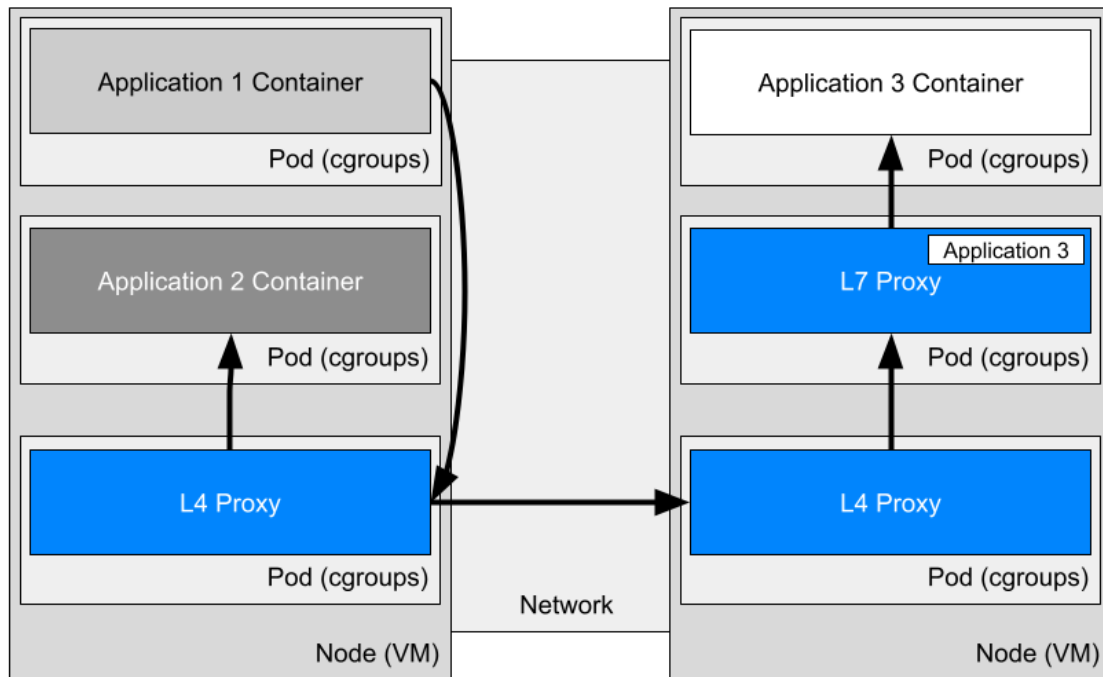 Application 1 Container
Pod (cgroups)
Application 2 Container
Pod (cgroups)
L4 Proxy
Pod (cgroups)
Node (VM)
Network
Application 3 Container
Pod (cgroups)
Application 3
L7 Proxy
Pod (cgroups)
L4 Proxy
Pod (cgroups)
Node (VM)